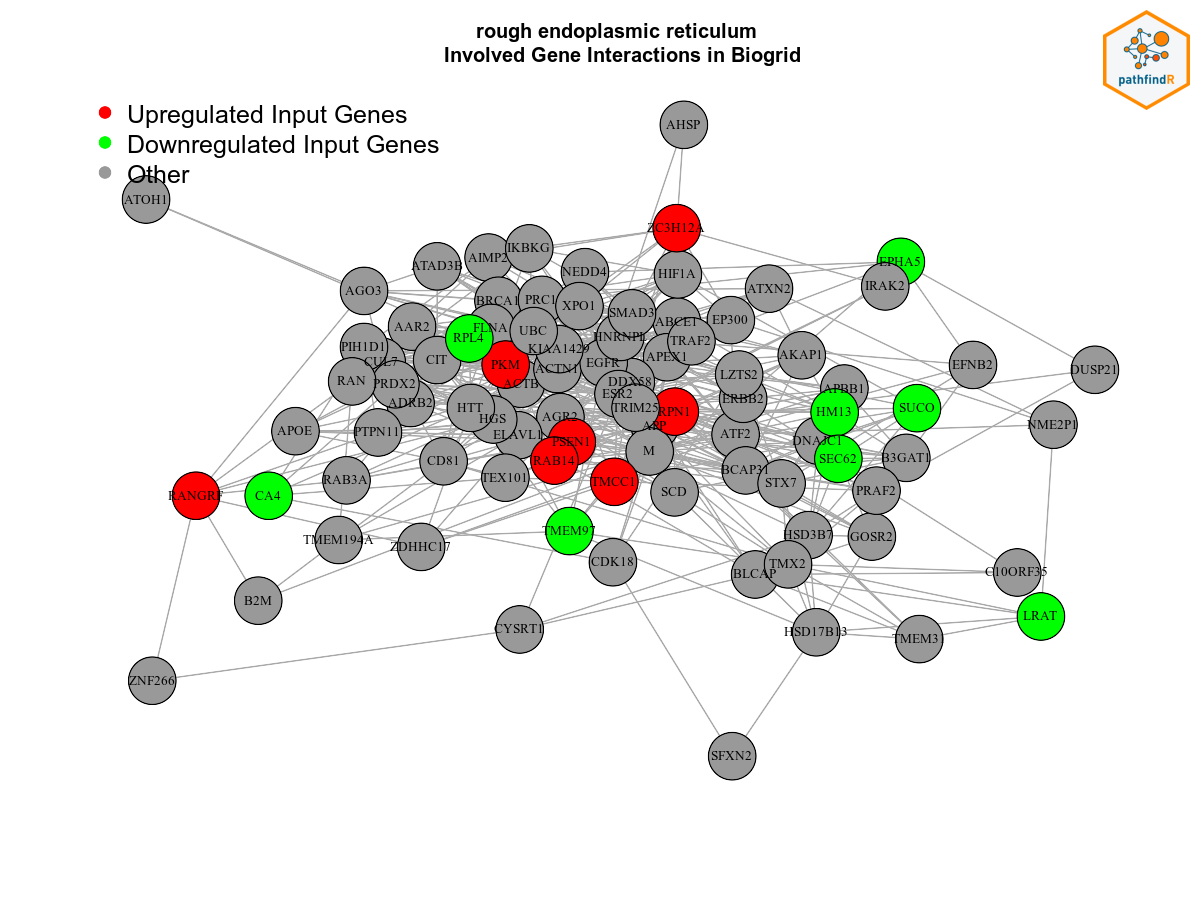 rough endoplasmic reticulum
Involved Gene Interactions in Biogrid
pathfindR
Upregulated Input Genes
Downregulated Input Genes
Other
AHSP
ATOH1
ZC3H12A
IKBKG
AIMP2
ATAD3B
NEDD4
HIF1A
EPHA5
IRAK2
ATXN2
AGO3
BRCA1
PRC1
XPO1
SMAD3
ABCE1
EP300
AAR2
FLNA
RPL4
UBC
HNRNPL
TRAF2
PIH1D1
CUL7
CIT
KIAA1429
PKM
ACTN1
EGFR
APEX1
AKAP1
EFNB2
DUSP21
RAN
PRDX2
ACTB
DDX58
ESR2
LZTS2
ERBB2
APBB1
ADRB2
HTT
HGS
AGR2
TRIM25
RPN1
APP
HM13
SUCO
NME2P1
APOE
PTPN11
ELAVL1
PSEN1
M
ATF2
DNAJC1
SEC62
B3GAT1
CD81
RAB14
BCAP31
RAB3A
TEX101
TMCC1
SCD
STX7
PRAF2
RANGRF
CA4
TMEM194A
ZDHHC17
TMEM97
HSD3B7
GOSR2
CDK18
BLCAP
TMX2
C10ORF35
B2M
CYSRT1
HSD17B13
TMEM31
LRAT
ZNF266
SFXN2